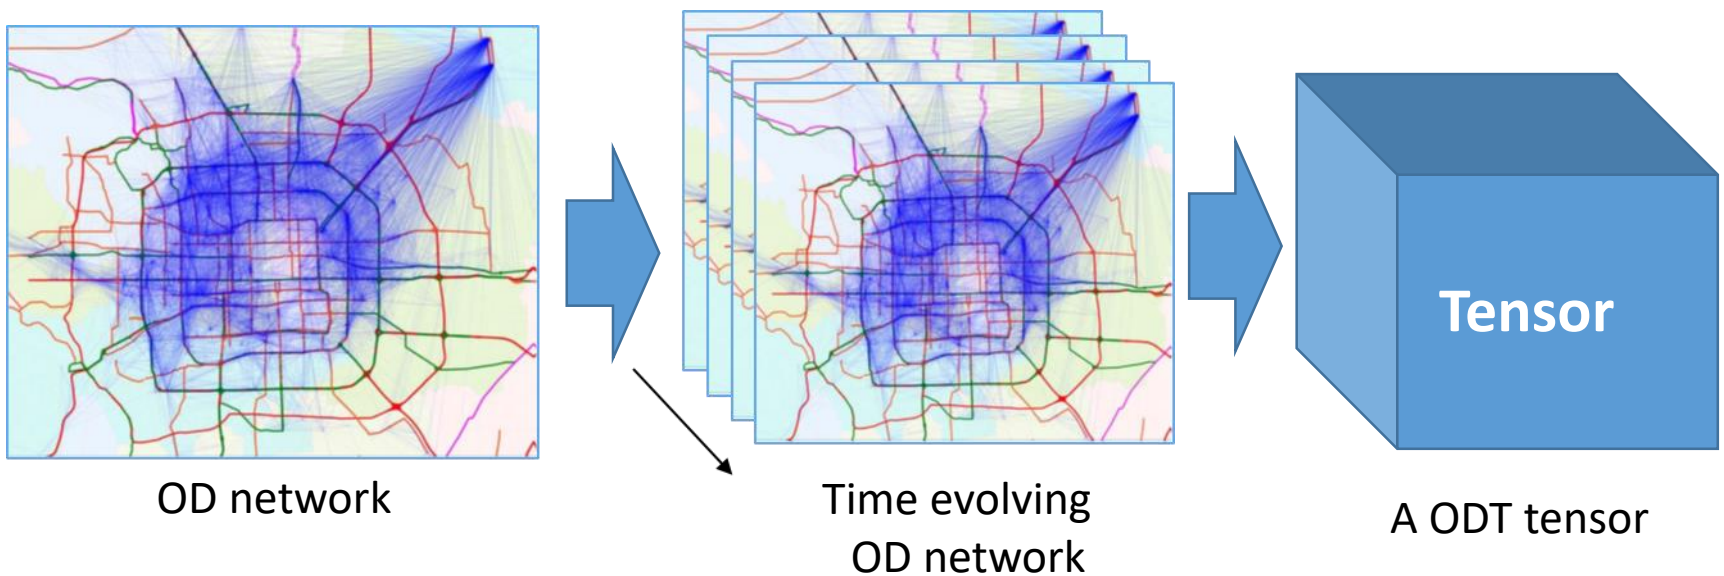 OD network
Time evolving
OD network
Tensor
A ODT tensor